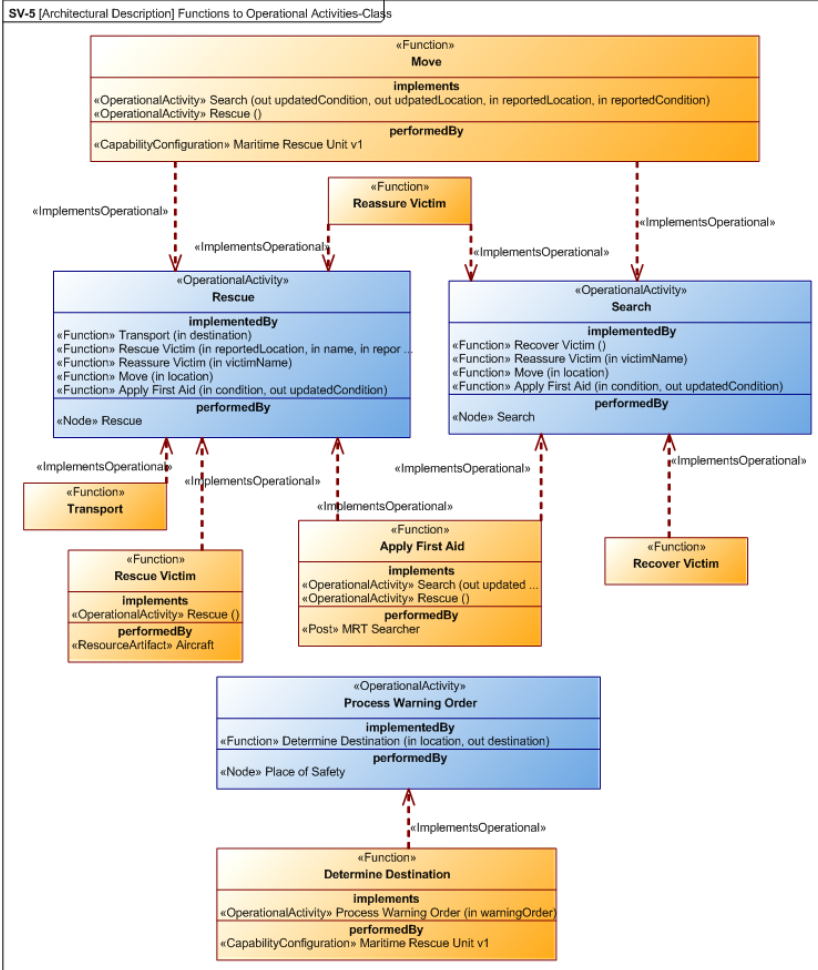 SV-5 [Architectural Description] Functions to Operational Activities-Class
«Function»
Move
implements
«OperationalActivity» Search (out updatedCondition, out udpatedLocation, in reportedLocation, in reportedCondition)
«OperationalActivity» Rescue ()
performedBy
«CapabilityConfiguration» Maritime Rescue Unit v1
«Function»
Reassure Victim
«ImplementsOperational»
«ImplementsOperational»
«ImplementsOperational»
«ImplementsOperational»
«OperationalActivity»
Rescue
implementedBy
«Function» Transport (in destination)
«Function» Rescue Victim (in reportedLocation, in name, in repor ...
«Function» Reassure Victim (in victimName)
«Function» Move (in location)
«Function» Apply First Aid (in condition, out updatedCondition)
performedBy
«Node» Rescue
«OperationalActivity»
Search
implementedBy
«Function» Recover Victim ()
«Function» Reassure Victim (in victimName)
«Function» Move (in location)
«Function» Apply First Aid (in condition, out updatedCondition)
performedBy
«Node» Search
«ImplementsOperational»
«ImplementsOperational»
«ImplementsOperational»
«ImplementsOperational»
«ImplementsOperational»
«Function»
Transport
«Function»
Rescue Victim
implements
«OperationalActivity» Rescue ()
performedBy
«ResourceArtifact» Aircraft
«Function»
Apply First Aid
implements
«OperationalActivity» Search (out updated ...
«OperationalActivity» Rescue ()
performedBy
«Post» MRT Searcher
«Function»
Recover Victim
«OperationalActivity»
Process Warning Order
implementedBy
«Function» Determine Destination (in location, out destination)
performedBy
«Node» Place of Safety
«ImplementsOperational»
«Function»
Determine Destination
implements
«OperationalActivity» Process Warning Order (in warningOrder)
performedBy
«CapabilityConfiguration» Maritime Rescue Unit v1